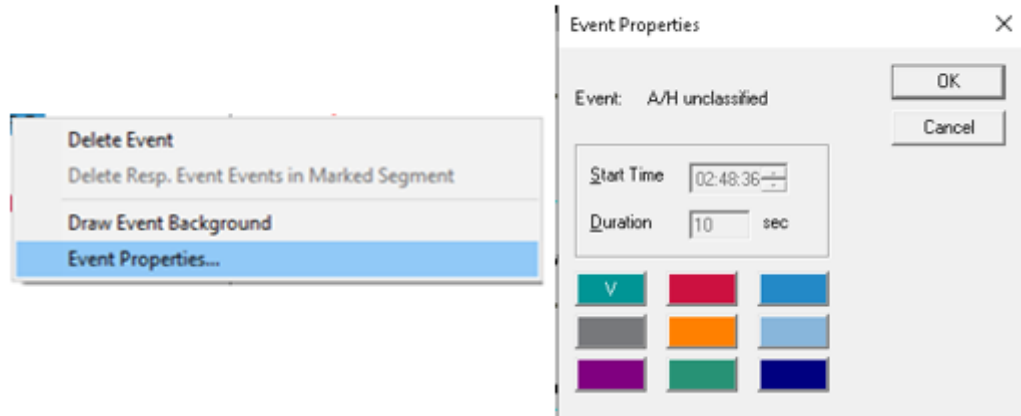 Delete Event
Delete Resp. Event Events in Marked Segment
Draw Event Background
Event Properties...
Event Properties
OK
Event: A/H unclassified
Cancel
Start Time 02:48:36
Duration 10 sec
V